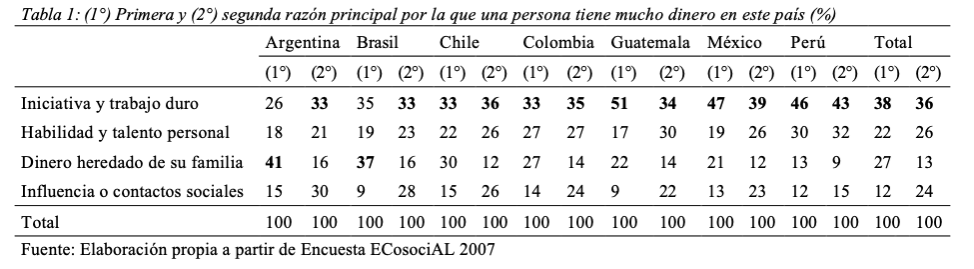 Tabla 1: (1°) Primera y (2°) segunda razón principal por la que una persona tiene mucho dinero en este país (%)
Argentina Brasil Chile Colombia Guatemala México Perú Total
(1°) (2°) (1°) (2°) (1°) (2°) (1°) (2°) (1°) (2°) (1°) (2°) (1°) (2°) (1°) (2°)
Iniciativa y trabajo duro 26 33 35 33 33 36 33 35 51 34 47 39 46 43 38 36
Habilidad y talento personal 18 21 19 23 22 26 27 27 17 30 19 26 30 32 22 26
Dinero heredado de su familia 41 16 37 16 30 12 27 14 22 14 21 12 13 9 27 13
Influencia o contactos sociales 15 30 9 28 15 26 14 24 9 22 13 23 12 15 12 24
Total 100 100 100 100 100 100 100 100 100 100 100 100 100 100 100 100
Fuente: Elaboración propia a partir de Encuesta ECosociAL 2007